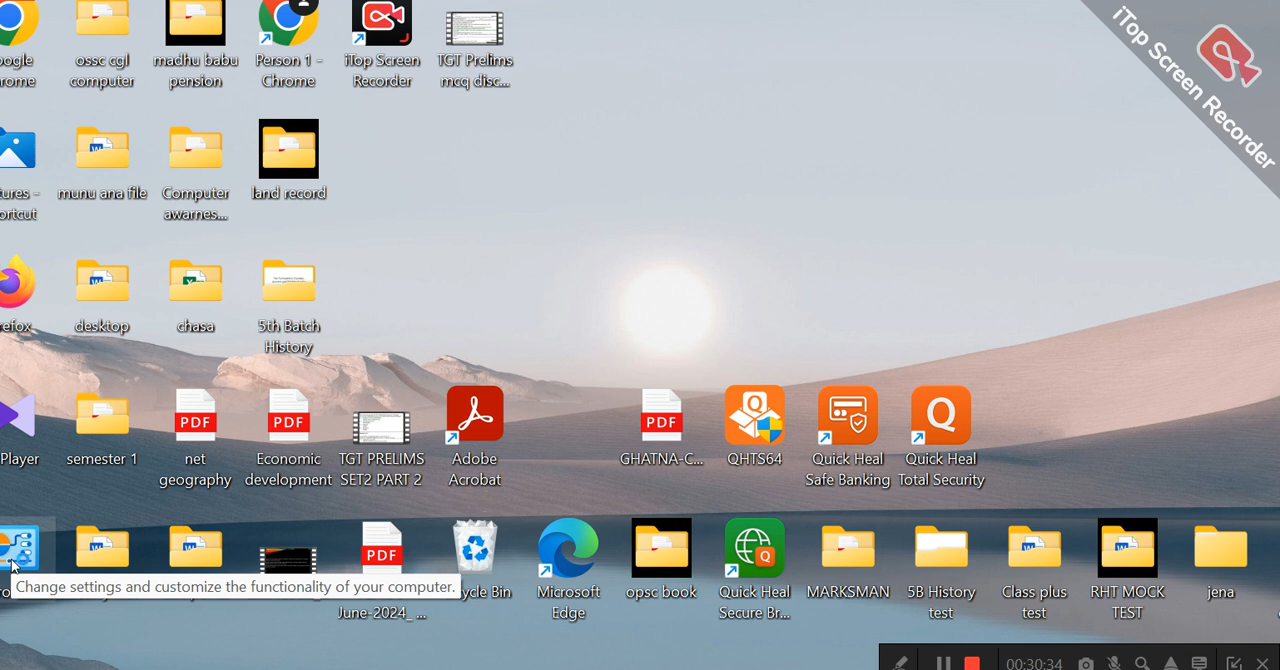 iTop Screen Recorder
oogle
rome
ossc cgl
computer
madhu babu
pension
Person 1 -
Chrome
iTop Screen
Recorder
TGT Prelims
mcq disc...
tures -
ortcut
munu ana file
Computer
awarnes...
land record
refox
desktop
chasa
5th Batch
History
Player
semester 1
PDF
net
geography
PDF
Economic
development
TGT PRELIMS
SET2 PART 2
Adobe
Acrobat
PDF
GHATNA-C...
QHTS64
Quick Heal
Safe Banking
Quick Heal
Total Security
Change settings and customize the functionality of your computer.
PDF
June-2024_ ...
ycle Bin
Microsoft
Edge
opsc book
Quick Heal
Secure Br...
MARKSMAN
5B History
test
Class plus
test
RHT MOCK
TEST
jena
00:30:34